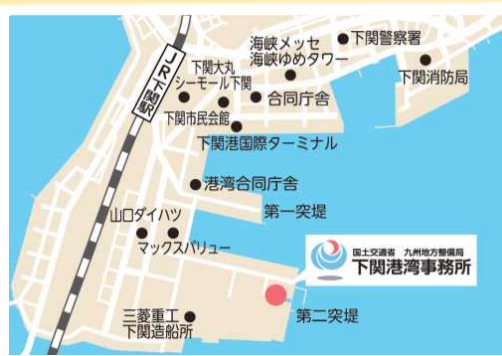 海峡メッセ
海峡ゆめタワー
下関警察署
下関消防局
JR下関駅
下関大丸
シーモール下関
合同庁舎
下関市民会館
下関港国際ターミナル
港湾合同庁舎
第一突堤
山口ダイハツ
マックスバリュー
国土交通省 九州地方整備局
下関港湾事務所
三菱重工
下関造船所
第二突堤